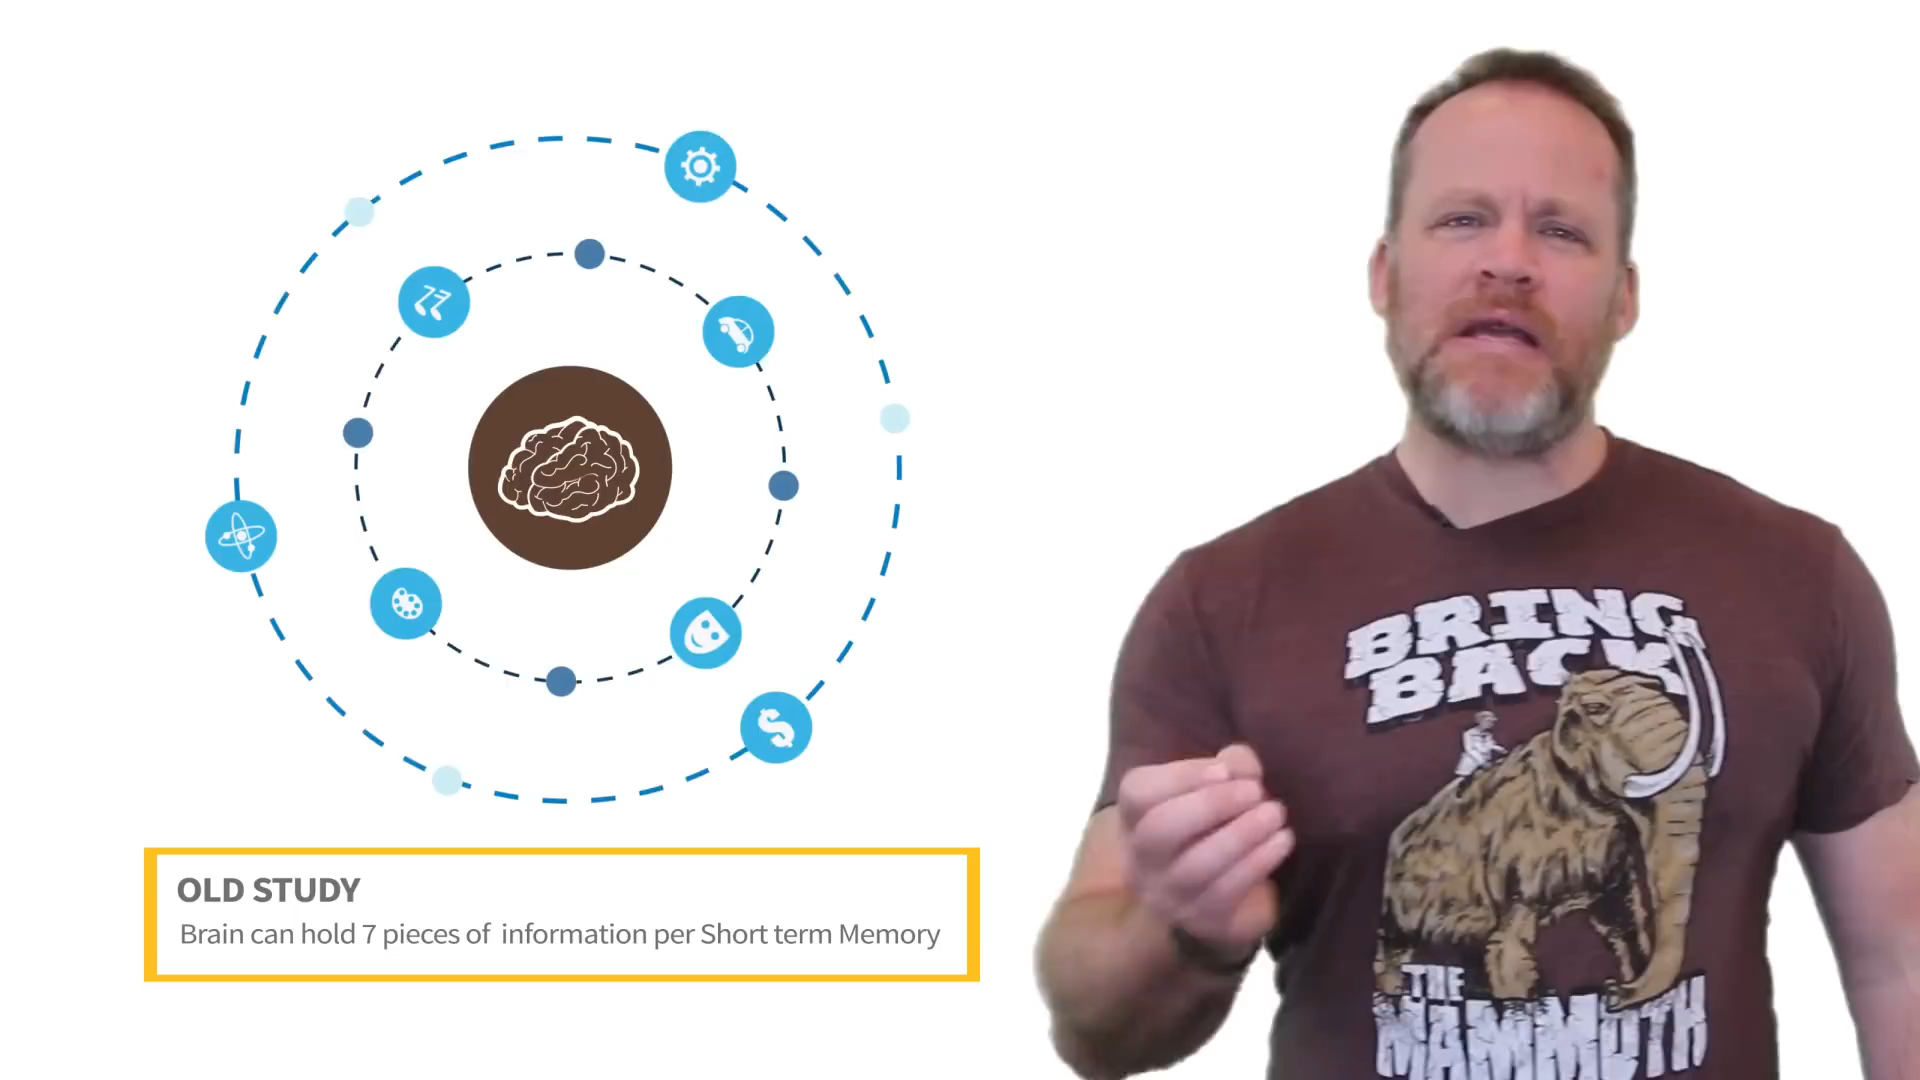 OLD STUDY
Brain can hold 7 pieces of information per Short term Memory
BRING
BACK
THE
MAMMOTH